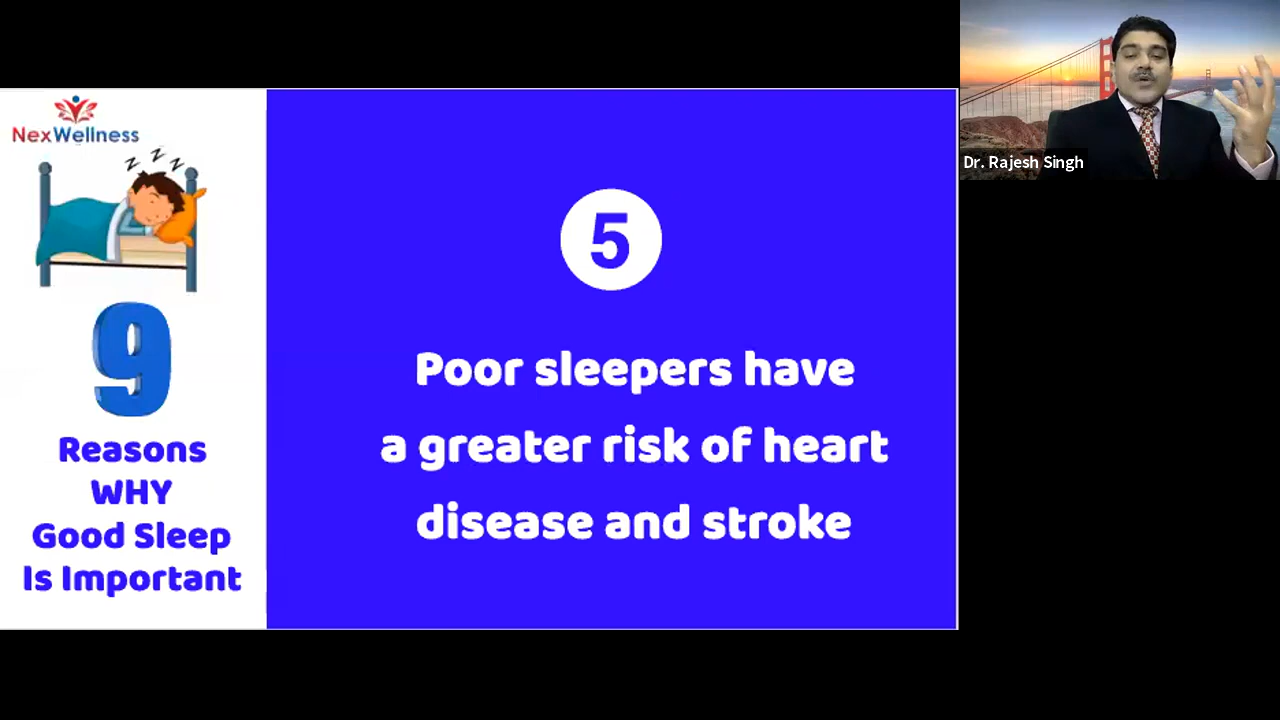 NexWellness
z z z
9
Reasons
WHY
Good Sleep
Is Important
5
Poor sleepers have
a greater risk of heart
disease and stroke
Dr. Rajesh Singh